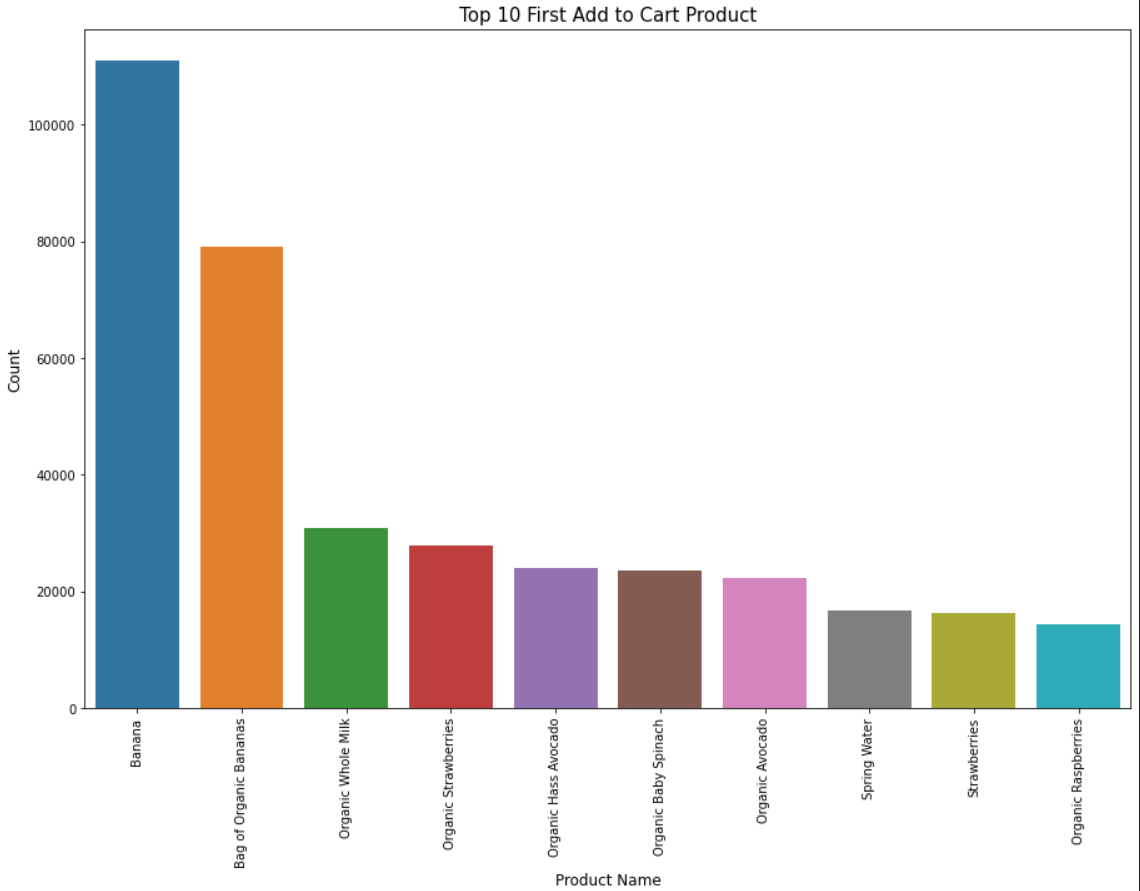 Top 10 First Add to Cart Product
Count
100000
80000
60000
40000
20000
0
Banana
Bag of Organic Bananas
Organic Whole Milk
Organic Strawberries
Organic Hass Avocado
Organic Baby Spinach
Organic Avocado
Spring Water
Strawberries
Organic Raspberries
Product Name